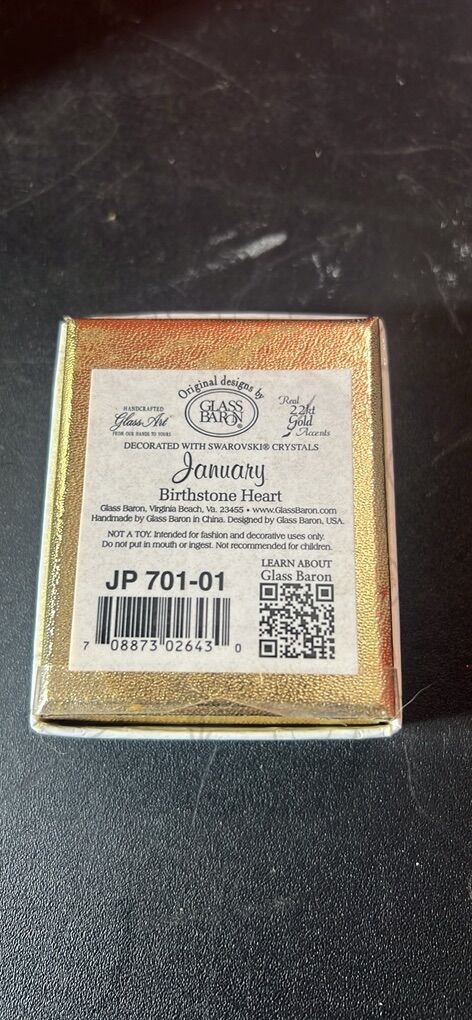 Original designs by
GLASS
BARON®
HANDCRAFTED
Glass Art
FROM OUR HANDS TO YOURS
Real
22kt
Gold
Accents
DECORATED WITH SWAROVSKI® CRYSTALS
January
Birthstone Heart
Glass Baron, Virginia Beach, Va. 23455 • www.GlassBaron.com
Handmade by Glass Baron in China. Designed by Glass Baron, USA.
NOT A TOY. Intended for fashion and decorative uses only.
Do not put in mouth or ingest. Not recommended for children.
JP 701-01
7 08873 02643 0
LEARN ABOUT
Glass Baron